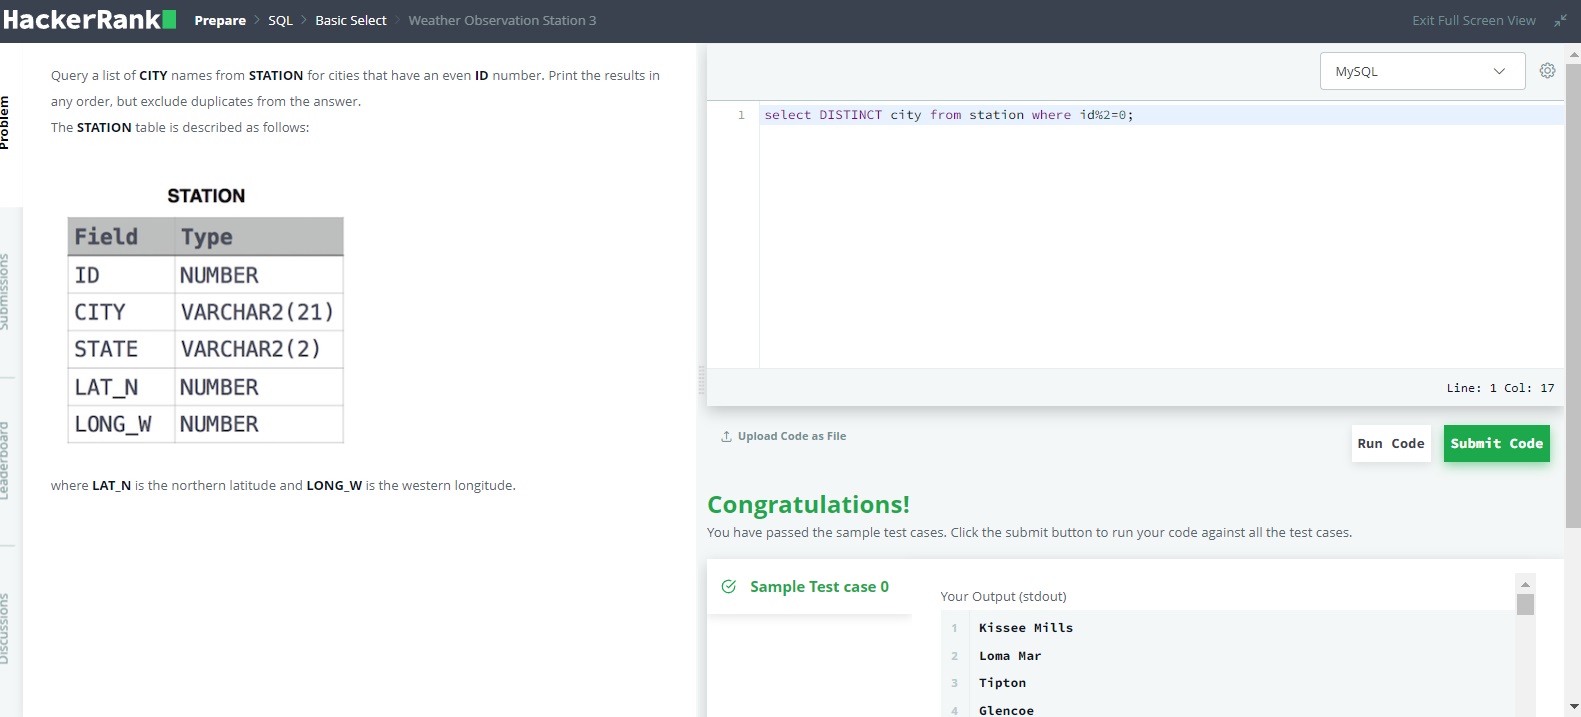 HackerRank Prepare > SQL > Basic Select > Weather Observation Station 3 Exit Full Screen View
Problem
Submissions
Leaderboard
Discussions
Query a list of CITY names from STATION for cities that have an even ID number. Print the results in
any order, but exclude duplicates from the answer.
The STATION table is described as follows:
STATION
Field Type
ID NUMBER
CITY VARCHAR2(21)
STATE VARCHAR2(2)
LAT_N NUMBER
LONG_W NUMBER
where LAT_N is the northern latitude and LONG_W is the western longitude.
MySQL
1 select DISTINCT city from station where id%2=0;
Line: 1 Col: 17
Upload Code as File
Run Code
Submit Code
Congratulations!
You have passed the sample test cases. Click the submit button to run your code against all the test cases.
Sample Test case 0
Your Output (stdout)
1 Kissee Mills
2 Loma Mar
3 Tipton
4 Glencoe